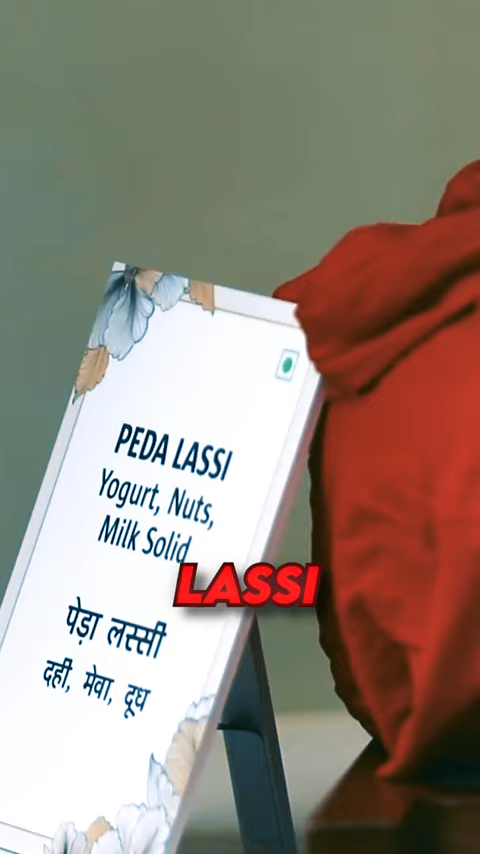 PEDA LASSI
Yogurt, Nuts,
Milk Solid
LASSI
पेड़ा लस्सी
दही, मेवा, दूध